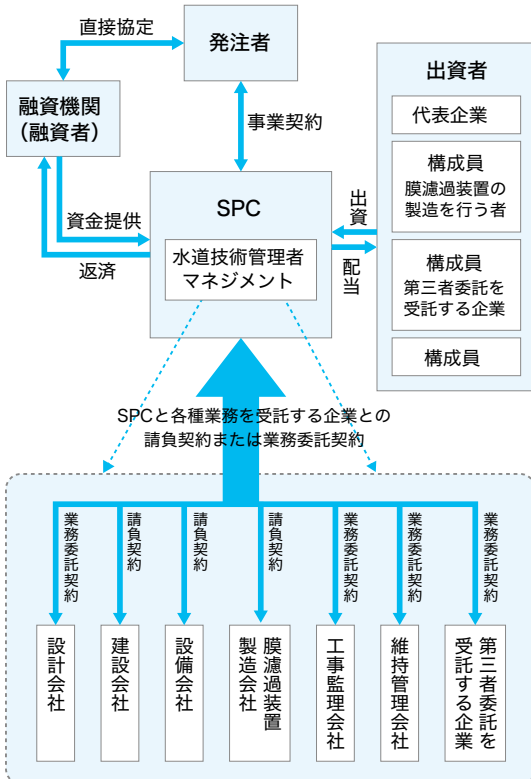 直接協定
発注者
融資機関
（融資者）
事業契約
出資者
代表企業
構成員
膜濾過装置の
製造を行う者
構成員
第三者委託を
受託する企業
構成員
SPC
水道技術管理者
マネジメント
資金提供
返済
出資
配当
SPCと各種業務を受託する企業との
請負契約または業務委託契約
業務委託契約
請負契約
請負契約
請負契約
業務委託契約
業務委託契約
業務委託契約
設計会社
建設会社
設備会社
膜濾過装置
製造会社
工事監理会社
維持管理会社
第三者委託を
受託する企業